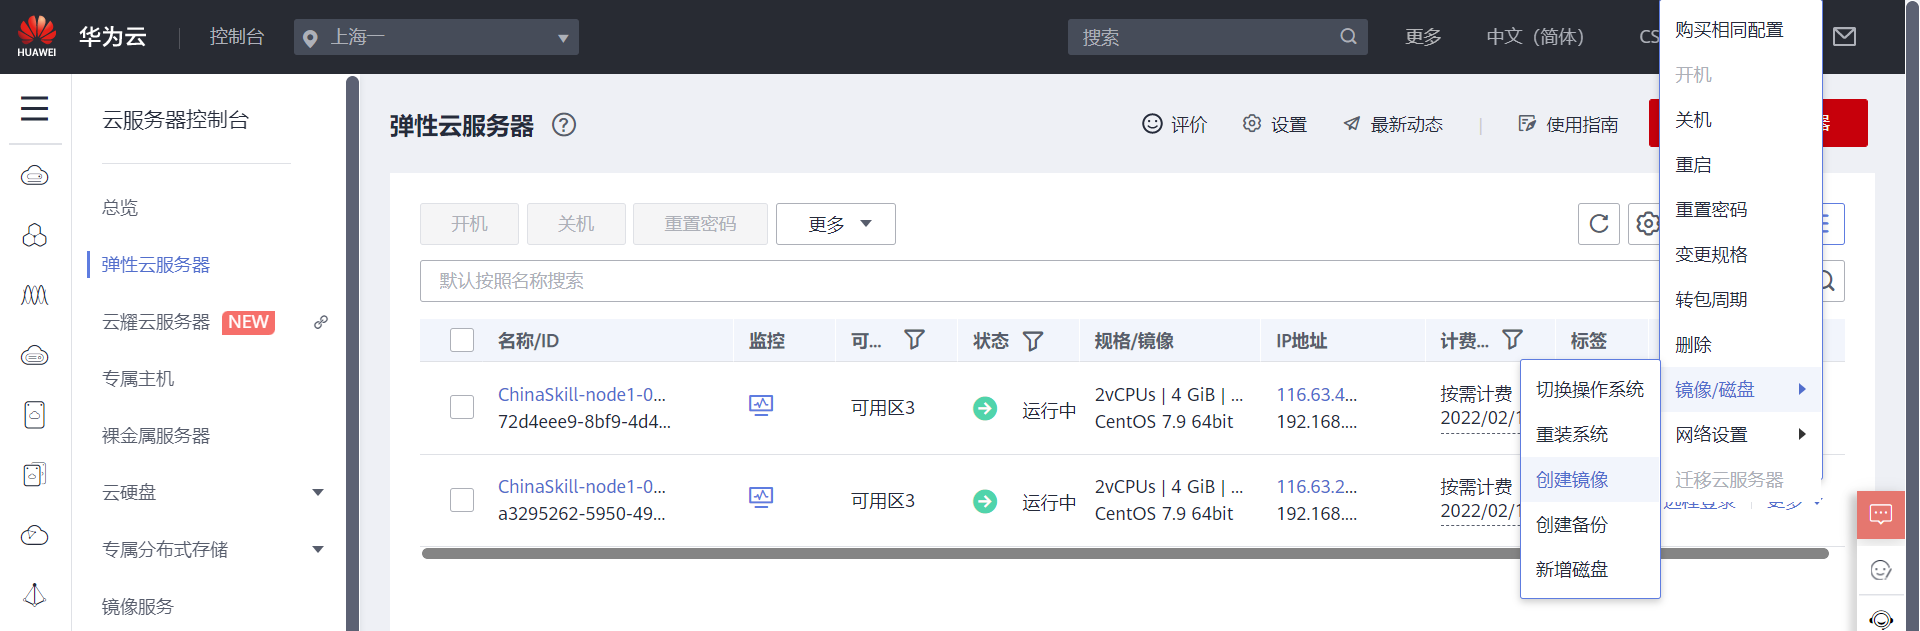 HUAWEI
华为云
控制台
上海一
搜索
更多
中文（简体）
CS
云服务器控制台
总览
弹性云服务器
云耀云服务器 NEW
专属主机
裸金属服务器
云硬盘
专属分布式存储
镜像服务
弹性云服务器
评价
设置
最新动态
使用指南
器
开机
关机
重置密码
更多
默认按照名称搜索
名称/ID 监控 可... 状态 规格/镜像 IP地址 计费... 标签
ChinaSkill-node1-0... 可用区3 运行中 2vCPUs | 4 GiB | ... 116.63.4... 按需计费
72d4eee9-8bf9-4d4... CentOS 7.9 64bit 192.168.... 2022/02/1
ChinaSkill-node1-0... 可用区3 运行中 2vCPUs | 4 GiB | ... 116.63.2... 按需计费
a3295262-5950-49... CentOS 7.9 64bit 192.168.... 2022/02/1
远程登录 更多
购买相同配置
开机
关机
重启
重置密码
变更规格
转包周期
删除
镜像/磁盘
网络设置
迁移云服务器
切换操作系统
重装系统
创建镜像
创建备份
新增磁盘